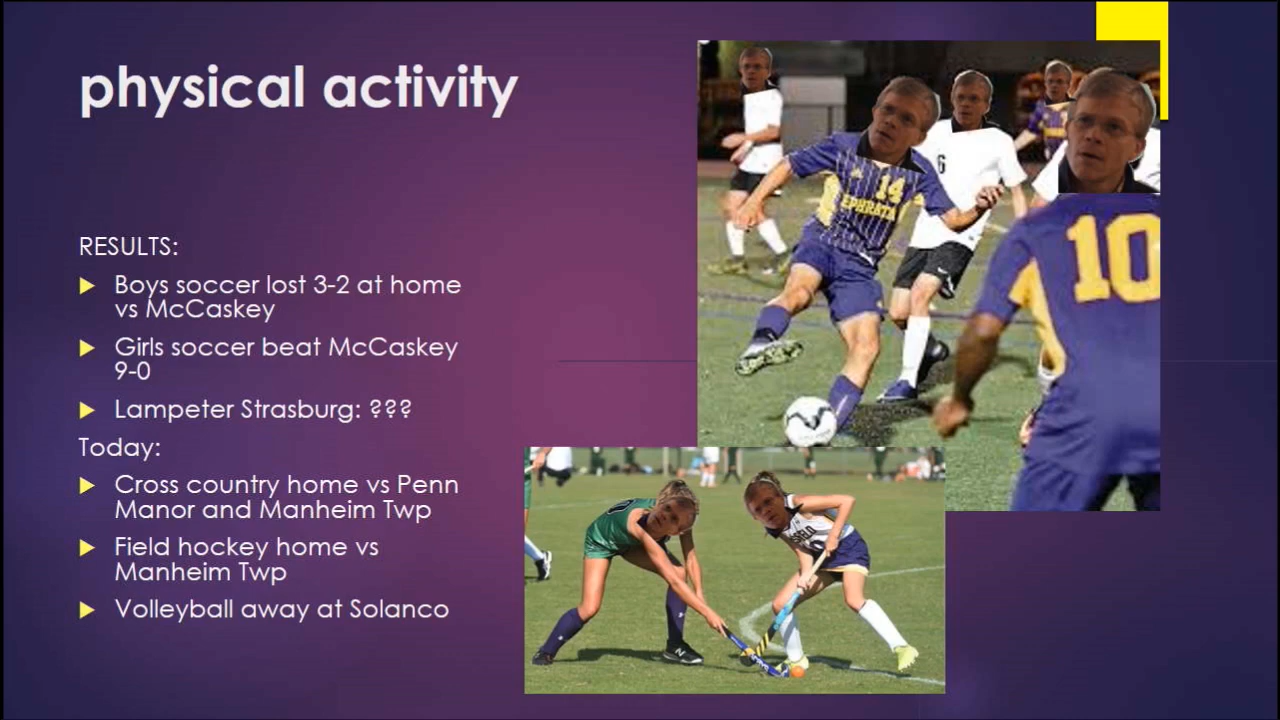 physical activity
RESULTS:
Boys soccer lost 3-2 at home
vs McCaskey
Girls soccer beat McCaskey
9-0
Lampeter Strasburg: ???
Today:
Cross country home vs Penn
Manor and Manheim Twp
Field hockey home vs
Manheim Twp
Volleyball away at Solanco
14
EPHRATA
6
10